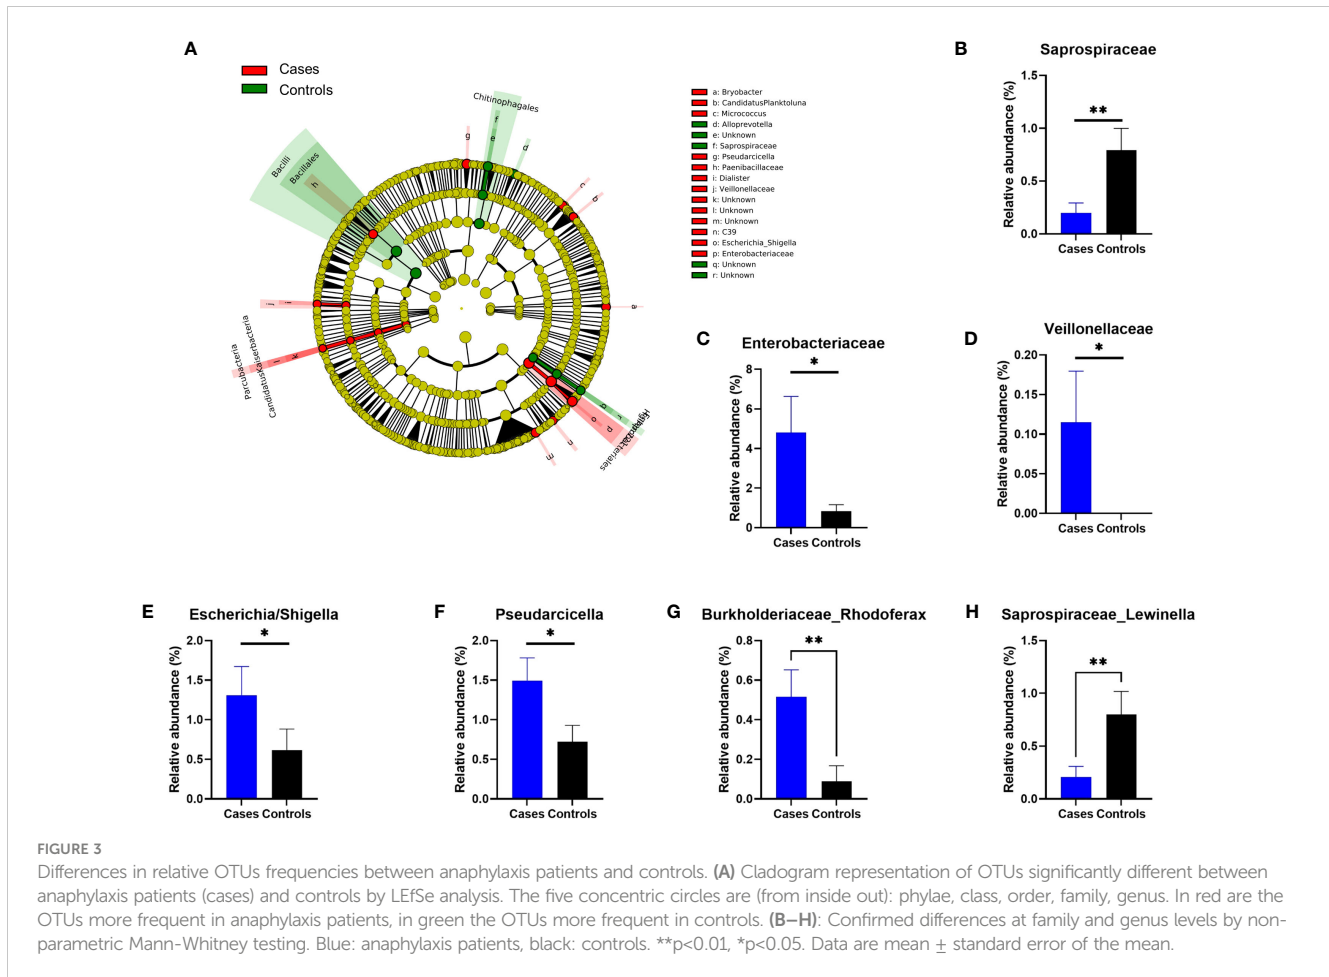 A
Cases
Controls
Chitinophagales
f
e
g
d
c
b
Bacilli
Bacillales
h
a
j
i
Parcubacteria
CandidatusKaiserbacteria
l
k
q
r
o
p
n
m
a: Bryobacter
b: CandidatusPlanktoluna
c: Micrococcus
d: Alloprevotella
e: Unknown
f: Saprospiraceae
g: Pseudarcicella
h: Paenibacillaceae
i: Dialister
j: Veillonellaceae
k: Unknown
l: Unknown
m: Unknown
n: C39
o: Escherichia_Shigella
p: Enterobacteriaceae
q: Unknown
r: Unknown
B
Saprospiraceae
Relative abundance (%)
1.5
1.0
0.5
0.0
**
Cases Controls
C
Enterobacteriaceae
Relative abundance (%)
8
6
4
2
0
*
Cases Controls
D
Veillonellaceae
Relative abundance (%)
0.20
0.15
0.10
0.05
0.00
*
Cases Controls
E
Escherichia/Shigella
Relative abundance (%)
2.0
1.5
1.0
0.5
0.0
*
Cases Controls
F
Pseudarcicella
Relative abundance (%)
2.0
1.5
1.0
0.5
0.0
*
Cases Controls
G
Burkholderiaceae_Rhodoferax
Relative abundance (%)
0.8
0.6
0.4
0.2
0.0
**
Cases Controls
H
Saprospiraceae_Lewinella
Relative abundance (%)
1.5
1.0
0.5
0.0
**
Cases Controls
FIGURE 3
Differences in relative OTUs frequencies between anaphylaxis patients and controls. (A) Cladogram representation of OTUs significantly different between
anaphylaxis patients (cases) and controls by LEfSe analysis. The five concentric circles are (from inside out): phylae, class, order, family, genus. In red are the
OTUs more frequent in anaphylaxis patients, in green the OTUs more frequent in controls. (B–H): Confirmed differences at family and genus levels by non-
parametric Mann-Whitney testing. Blue: anaphylaxis patients, black: controls. **p<0.01, *p<0.05. Data are mean ± standard error of the mean.